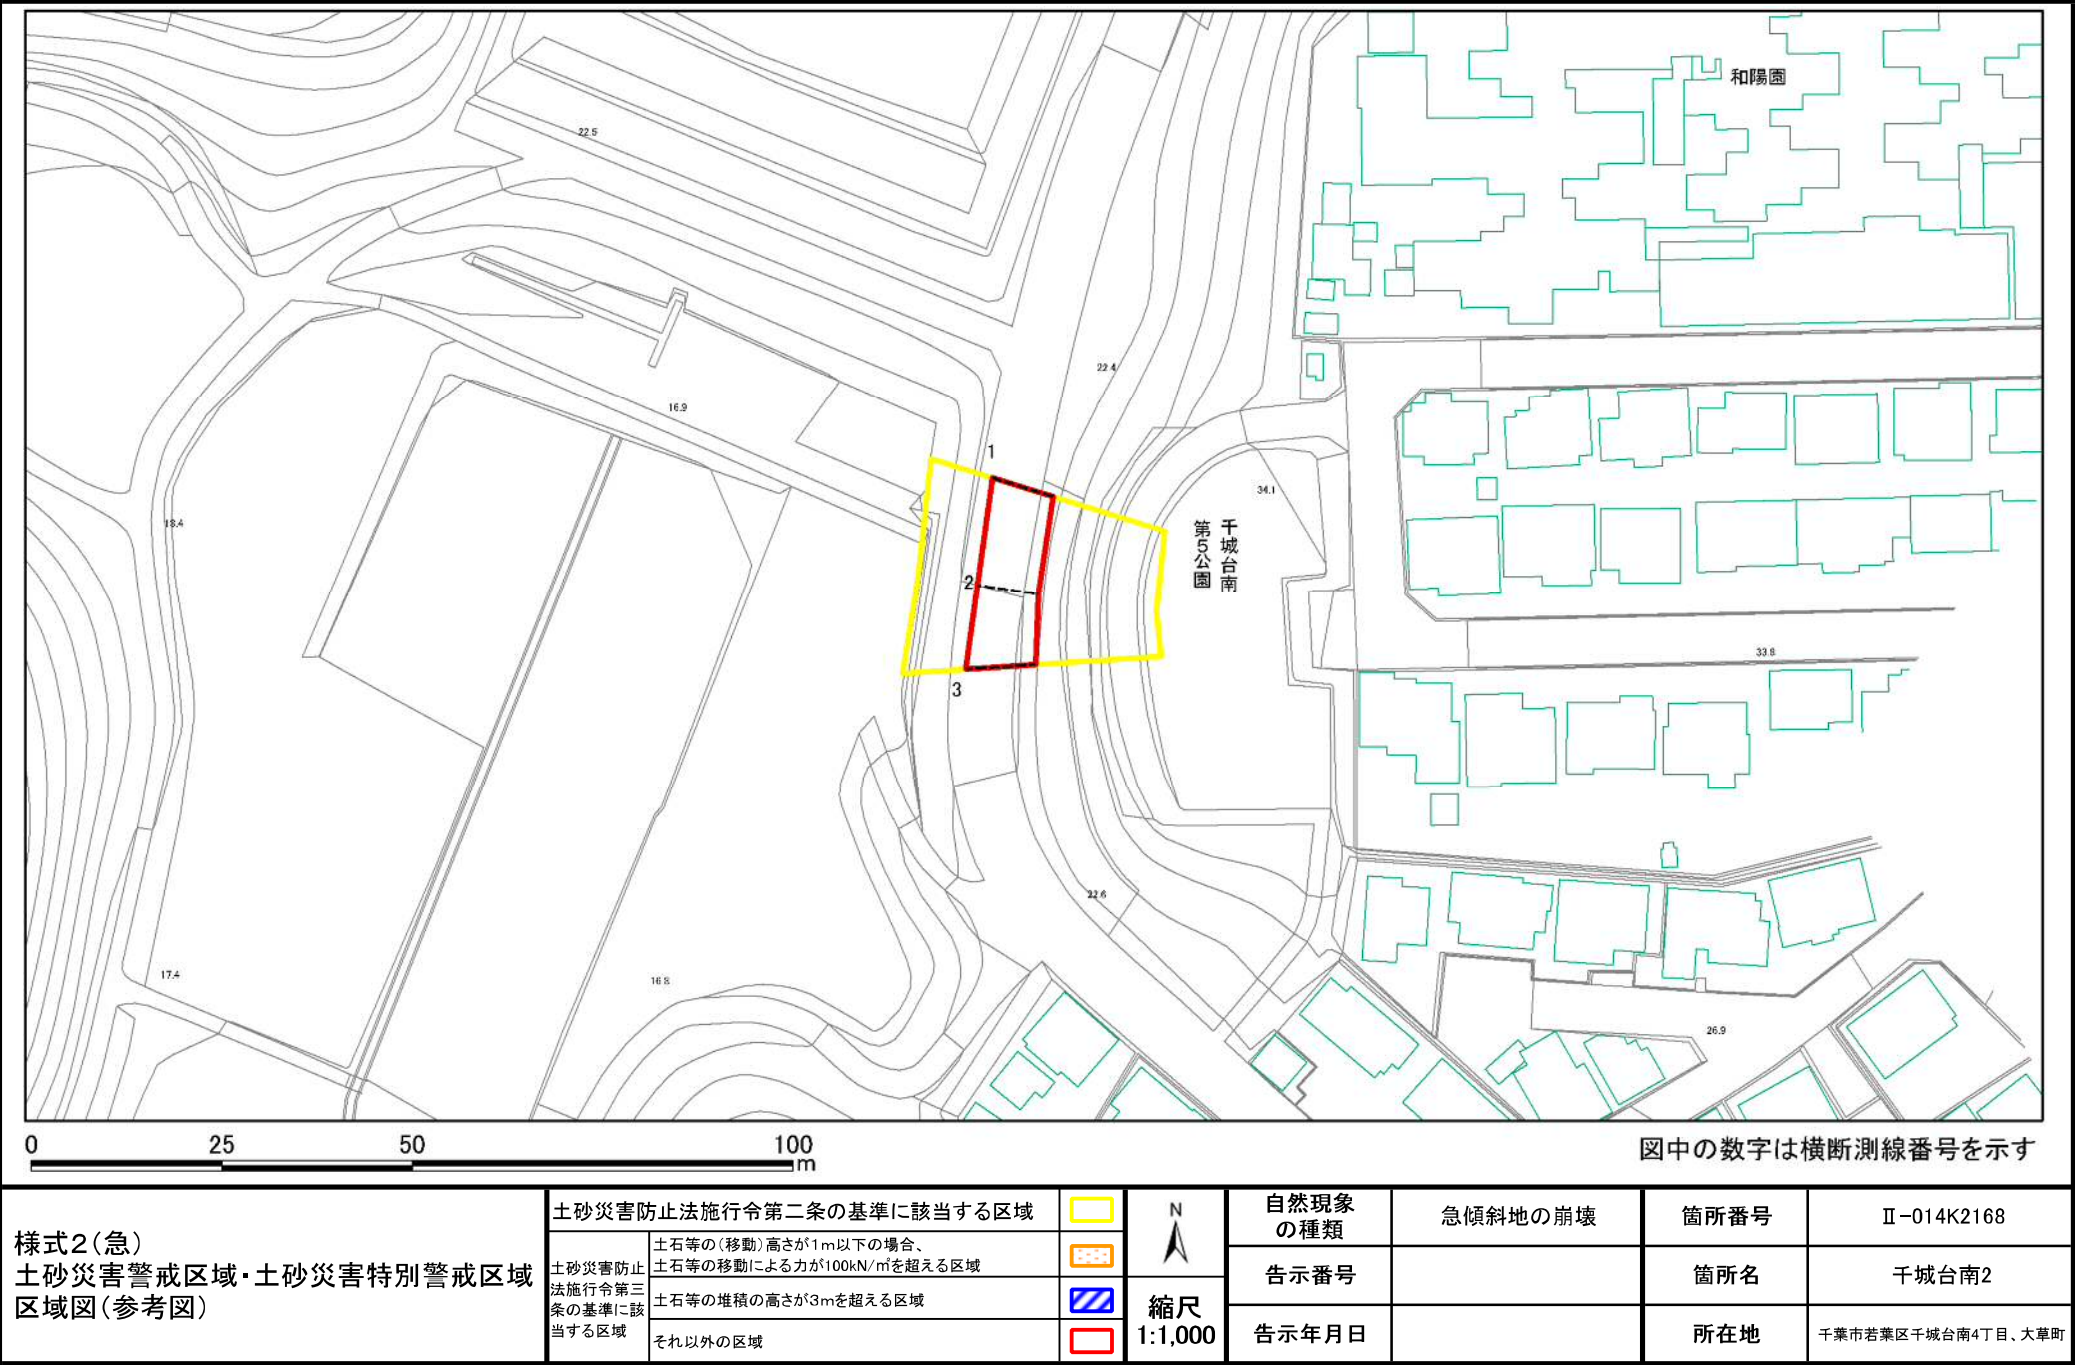 和陽園
22.5
22.4
16.9
1
34.1
18.4
千城台南
第5公園
2
33.8
3
22.6
17.4
16.8
26.9
0 25 50 100
m
図中の数字は横断測線番号を示す
様式2(急)
土砂災害警戒区域・土砂災害特別警戒区域
区域図(参考図)
土砂災害防止法施行令第二条の基準に該当する区域
土砂災害防止
法施行令第三
条の基準に該
当する区域
土石等の(移動)高さが1m以下の場合、
土石等の移動による力が100kN/㎡を超える区域
土石等の堆積の高さが3mを超える区域
それ以外の区域
N
縮尺
1:1,000
自然現象
の種類
急傾斜地の崩壊
箇所番号
Ⅱ-014K2168
告示番号
箇所名
千城台南2
告示年月日
所在地
千葉市若葉区千城台南4丁目、大草町